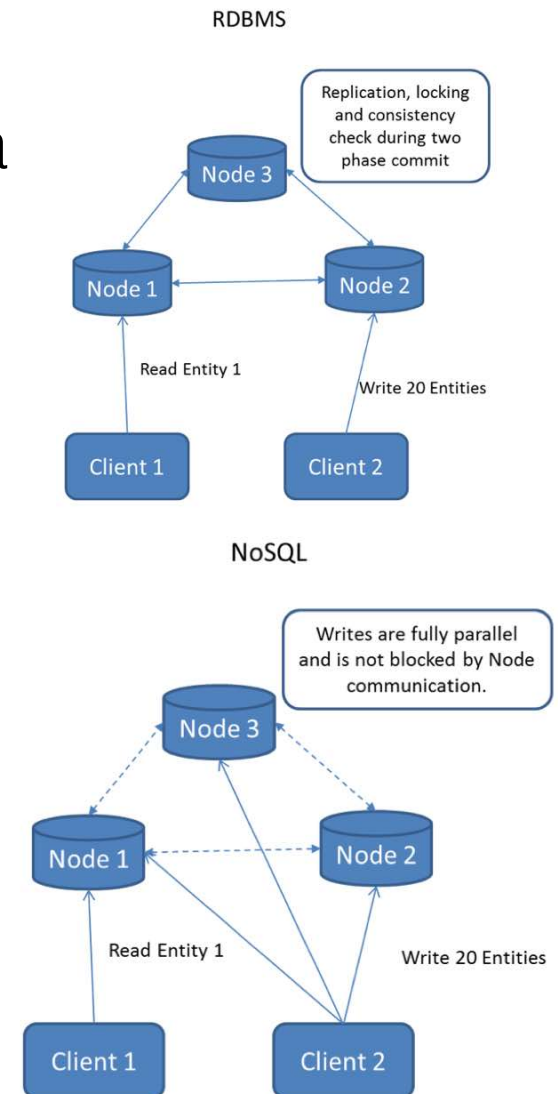 RDBMS
a
Replication, locking
and consistency
check during two
phase commit
Node 3
Node 1
Node 2
Read Entity 1
Write 20 Entities
Client 1
Client 2
NoSQL
Writes are fully parallel
and is not blocked by Node
communication.
Node 3
Node 1
Node 2
Read Entity 1
Write 20 Entities
Client 1
Client 2